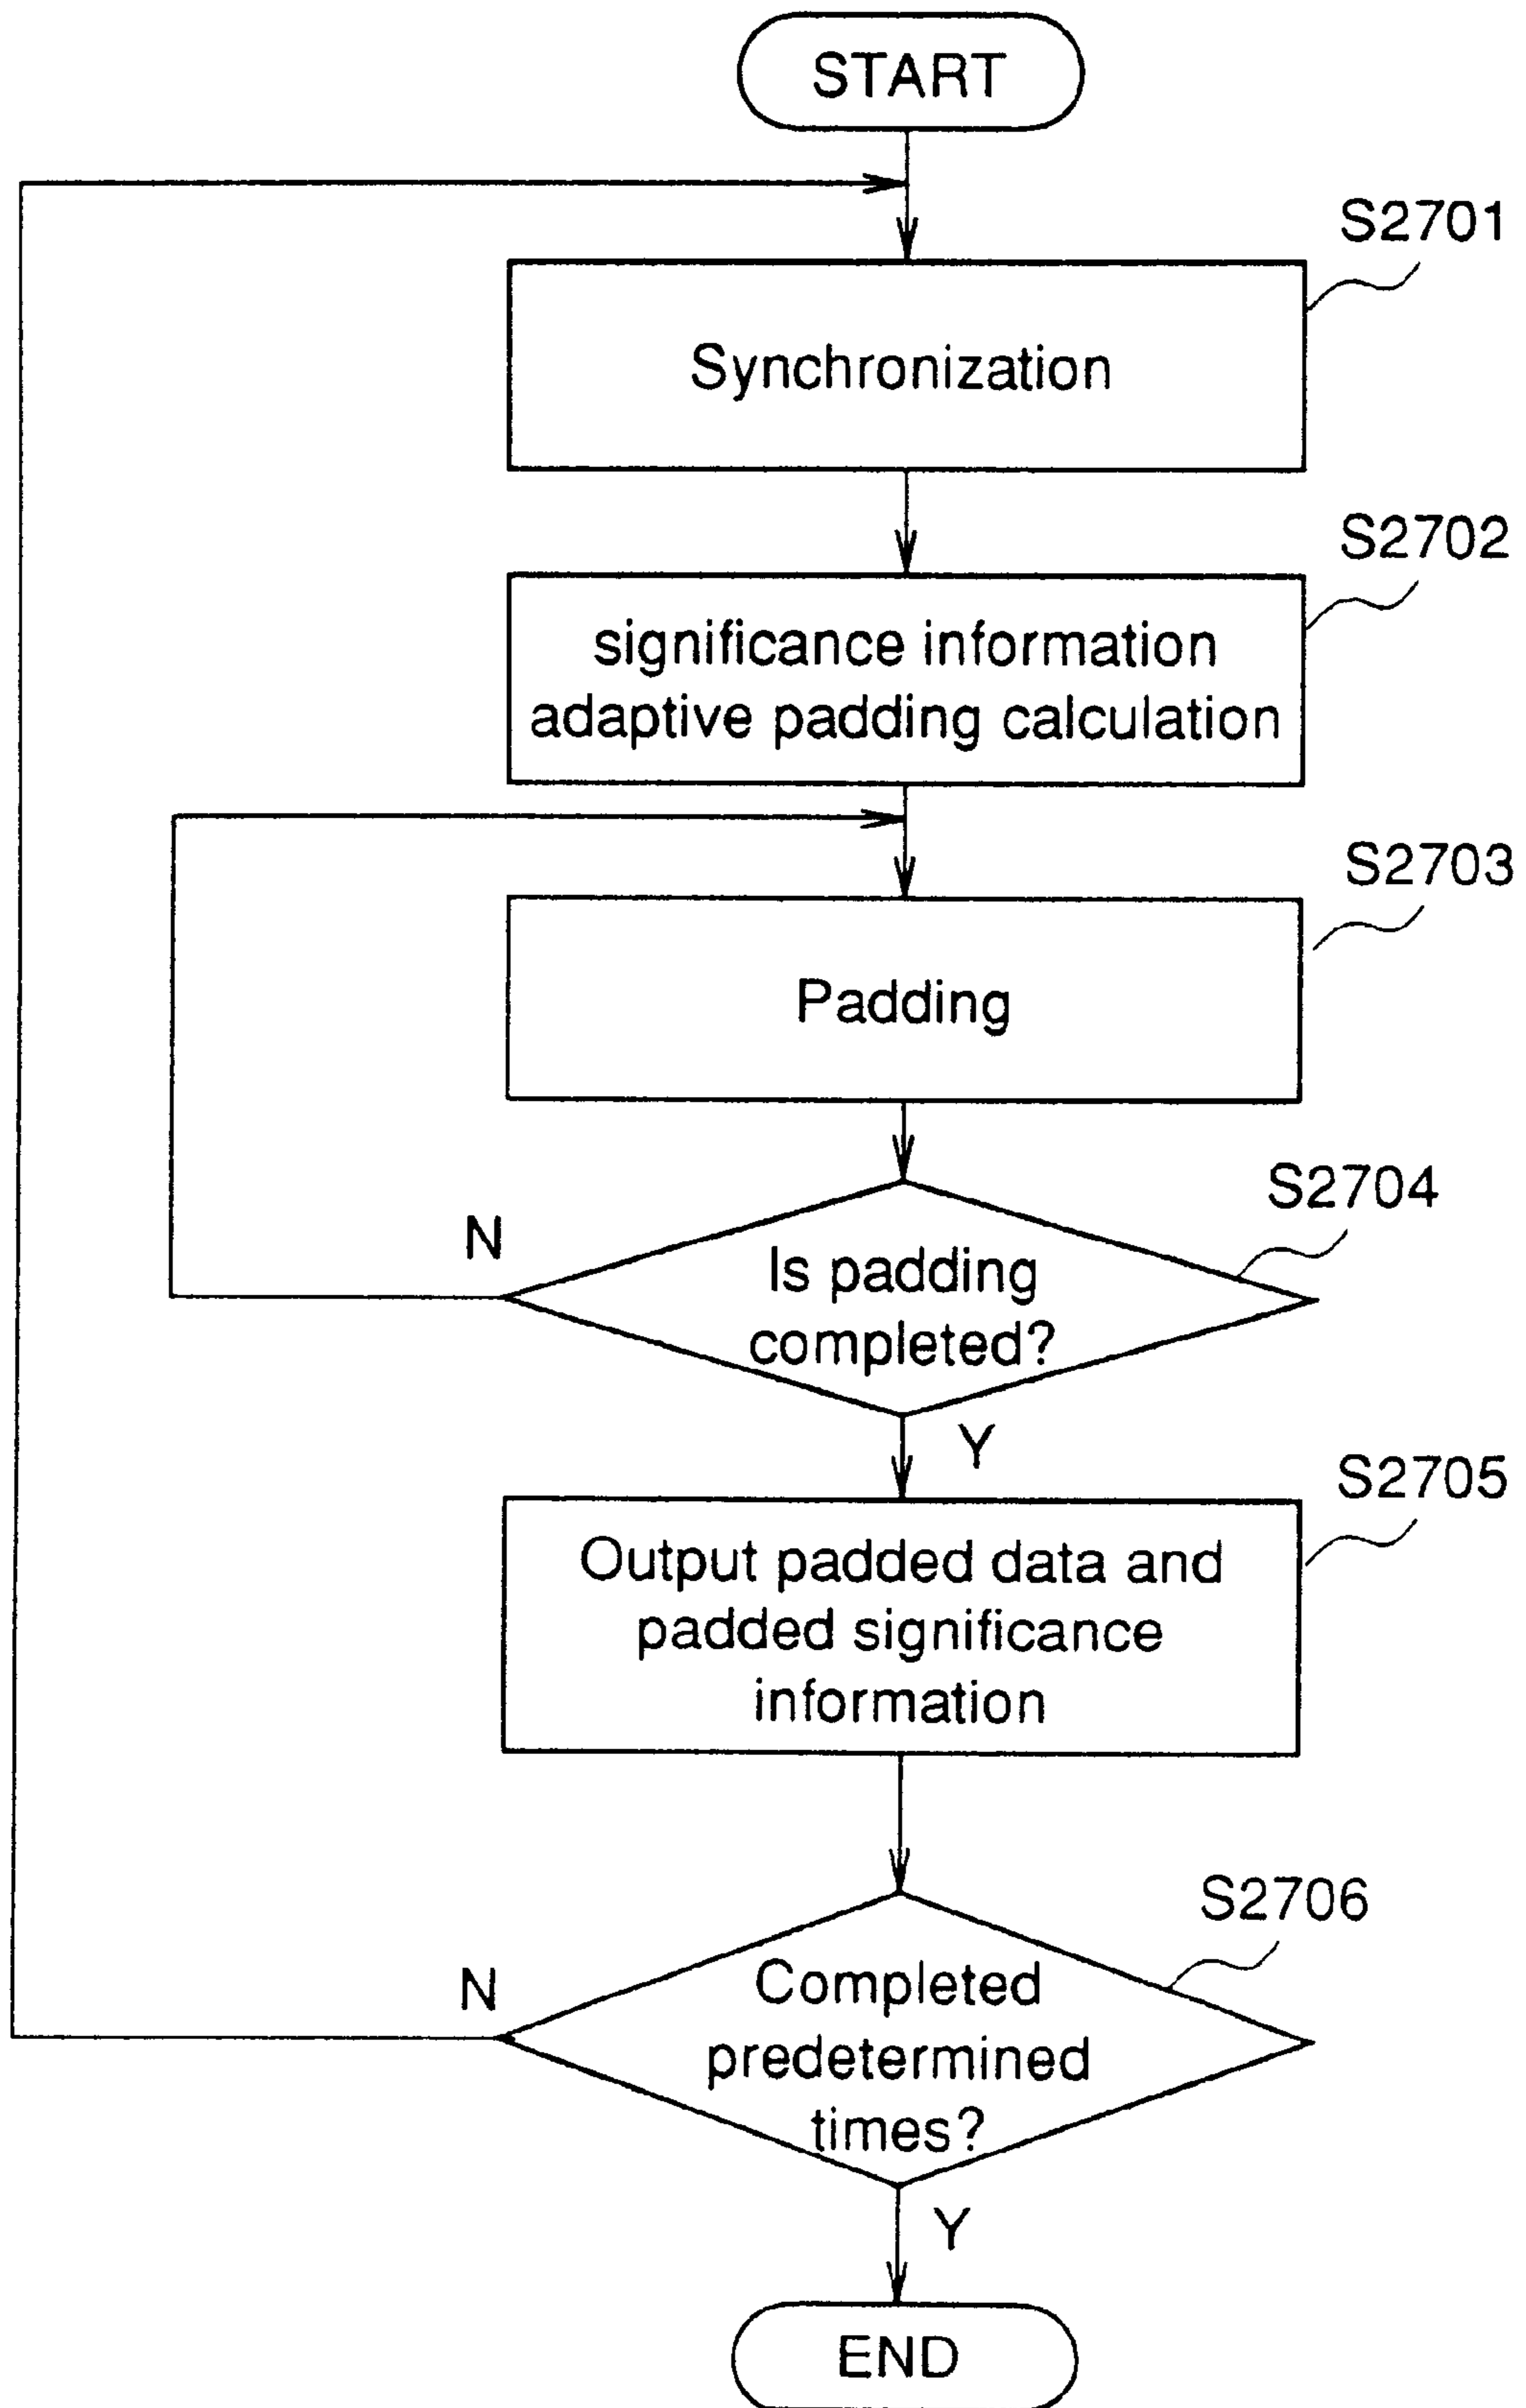 START
S2701
Synchronization
S2702
significance information
adaptive padding calculation
S2703
Padding
S2704
N
Is padding
completed?
Y
S2705
Output padded data and
padded significance
information
S2706
N
Completed
predetermined
times?
Y
END